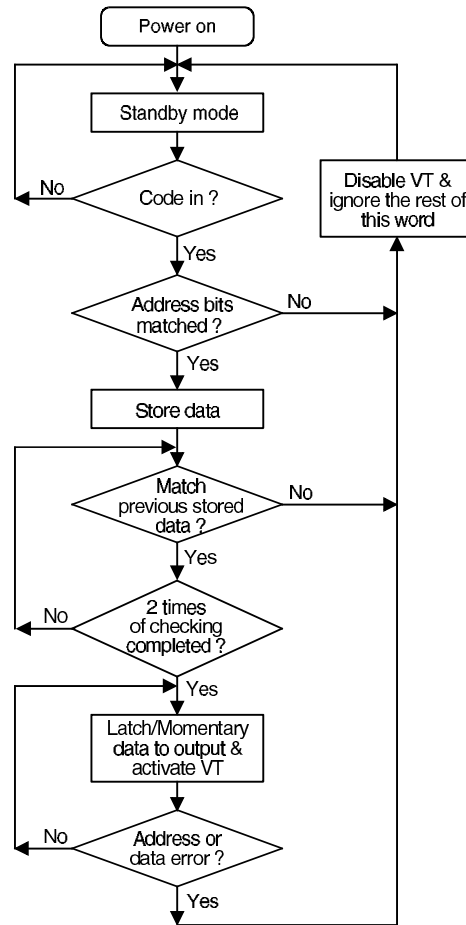 Power on
Standby mode
No
Code in ?
Disable VT &
ignore the rest of
this word
Yes
Address bits
matched ?
No
Yes
Store data
Match
previous stored
data ?
No
Yes
2 times
of checking
completed ?
No
Yes
Latch/Momentary
data to output &
activate VT
No
Address or
data error ?
Yes